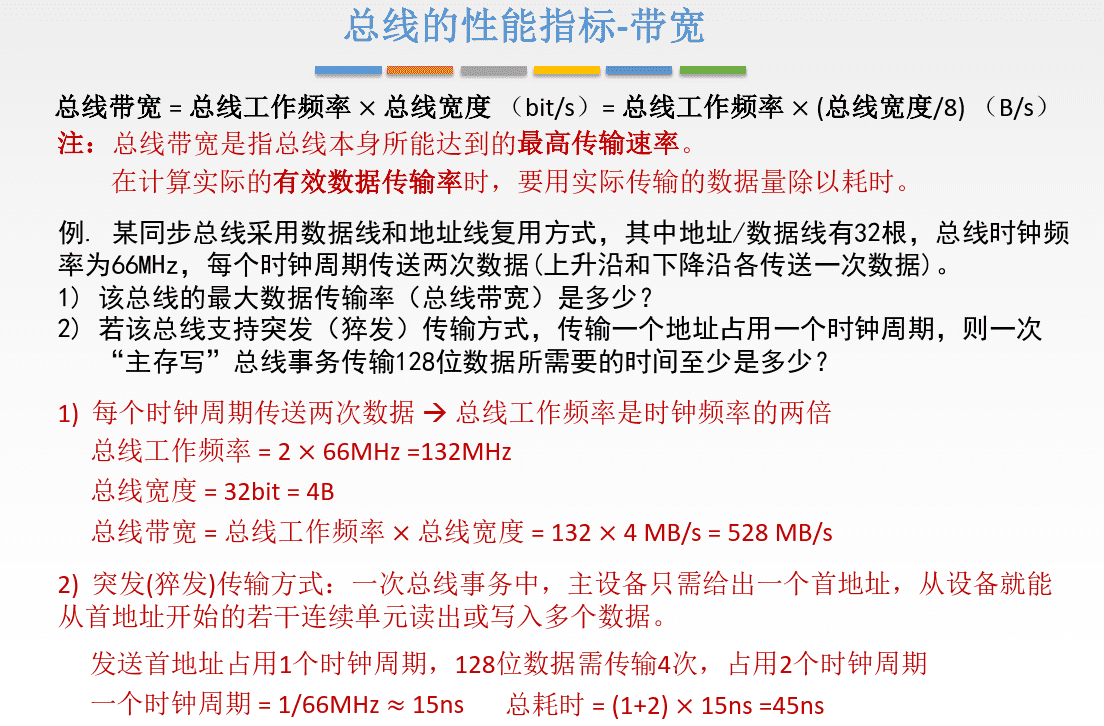 总线的性能指标-带宽
总线带宽 = 总线工作频率 × 总线宽度 （bit/s）= 总线工作频率 × (总线宽度/8) （B/s）
注：总线带宽是指总线本身所能达到的最高传输速率。
在计算实际的有效数据传输率时，要用实际传输的数据量除以耗时。
例. 某同步总线采用数据线和地址线复用方式，其中地址/数据线有32根，总线时钟频
率为66MHz，每个时钟周期传送两次数据(上升沿和下降沿各传送一次数据)。
1) 该总线的最大数据传输率（总线带宽）是多少？
2) 若该总线支持突发（猝发）传输方式，传输一个地址占用一个时钟周期，则一次
“主存写”总线事务传输128位数据所需要的时间至少是多少？
1) 每个时钟周期传送两次数据 → 总线工作频率是时钟频率的两倍
总线工作频率 = 2 × 66MHz =132MHz
总线宽度 = 32bit = 4B
总线带宽 = 总线工作频率 × 总线宽度 = 132 × 4 MB/s = 528 MB/s
2) 突发(猝发)传输方式：一次总线事务中，主设备只需给出一个首地址，从设备就能
从首地址开始的若干连续单元读出或写入多个数据。
发送首地址占用1个时钟周期，128位数据需传输4次，占用2个时钟周期
一个时钟周期 = 1/66MHz ≈ 15ns 总耗时 = (1+2) × 15ns =45ns